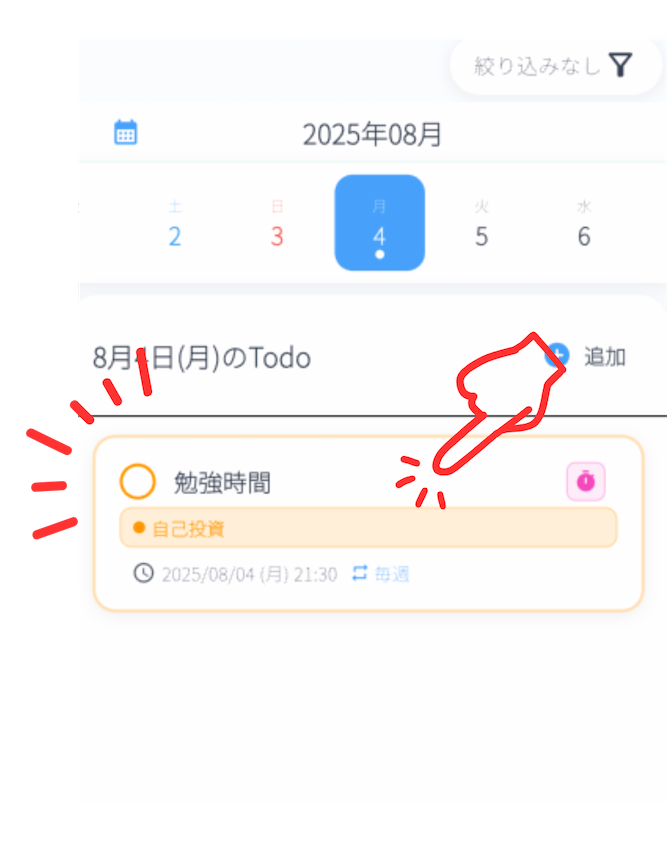 絞り込みなし
2025年08月
土 日 月 火 水
2 3 4 5 6
8月4日(月)のTodo
追加
勉強時間
自己投資
2025/08/04 (月) 21:30 毎週